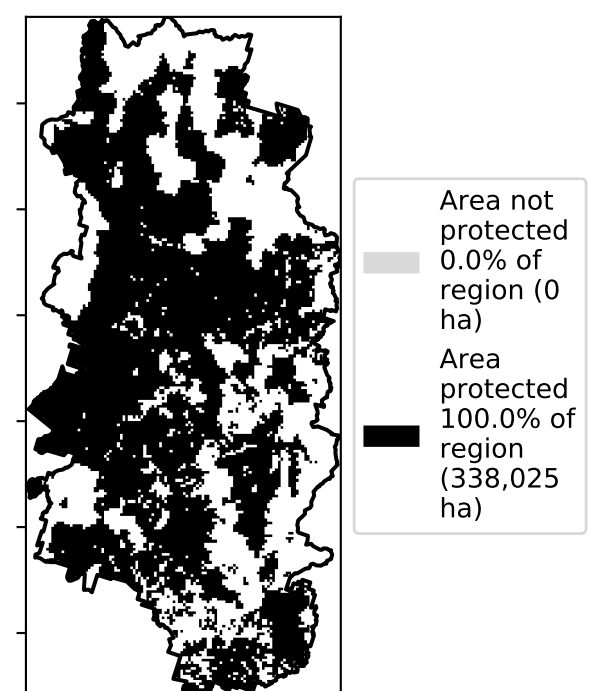 Area not
protected
0.0% of
region (0
ha)
Area
protected
100.0% of
region
(338,025
ha)